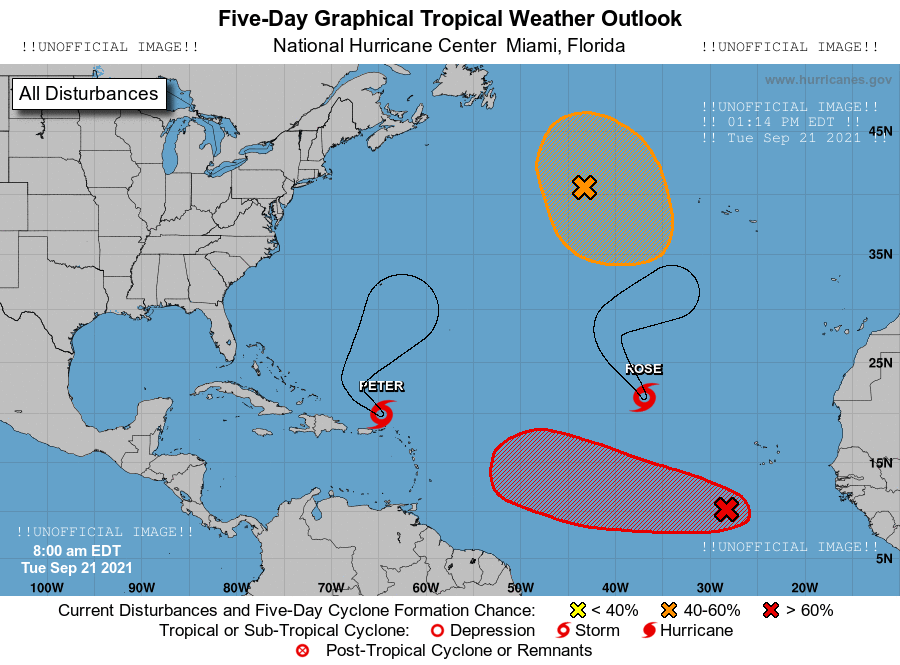 Five-Day Graphical Tropical Weather Outlook
!!UNOFFICIAL IMAGE!! National Hurricane Center Miami, Florida !!UNOFFICIAL IMAGE!!
www.hurricanes.gov
All Disturbances
!!UNOFFICIAL IMAGE!!
!! 01:14 PM EDT !!
!! Tue Sep 21 2021 !!
45N
35N
25N
ROSE
PETER
15N
!!UNOFFICIAL IMAGE!!
!!UNOFFICIAL IMAGE!!
8:00 am EDT
5N
Tue Sep 21 2021
100W 90W 80W 70W 60W 50W 40W 30W 20W
Current Disturbances and Five-Day Cyclone Formation Chance: < 40% 40-60% > 60%
Tropical or Sub-Tropical Cyclone: Depression Storm Hurricane
Post-Tropical Cyclone or Remnants